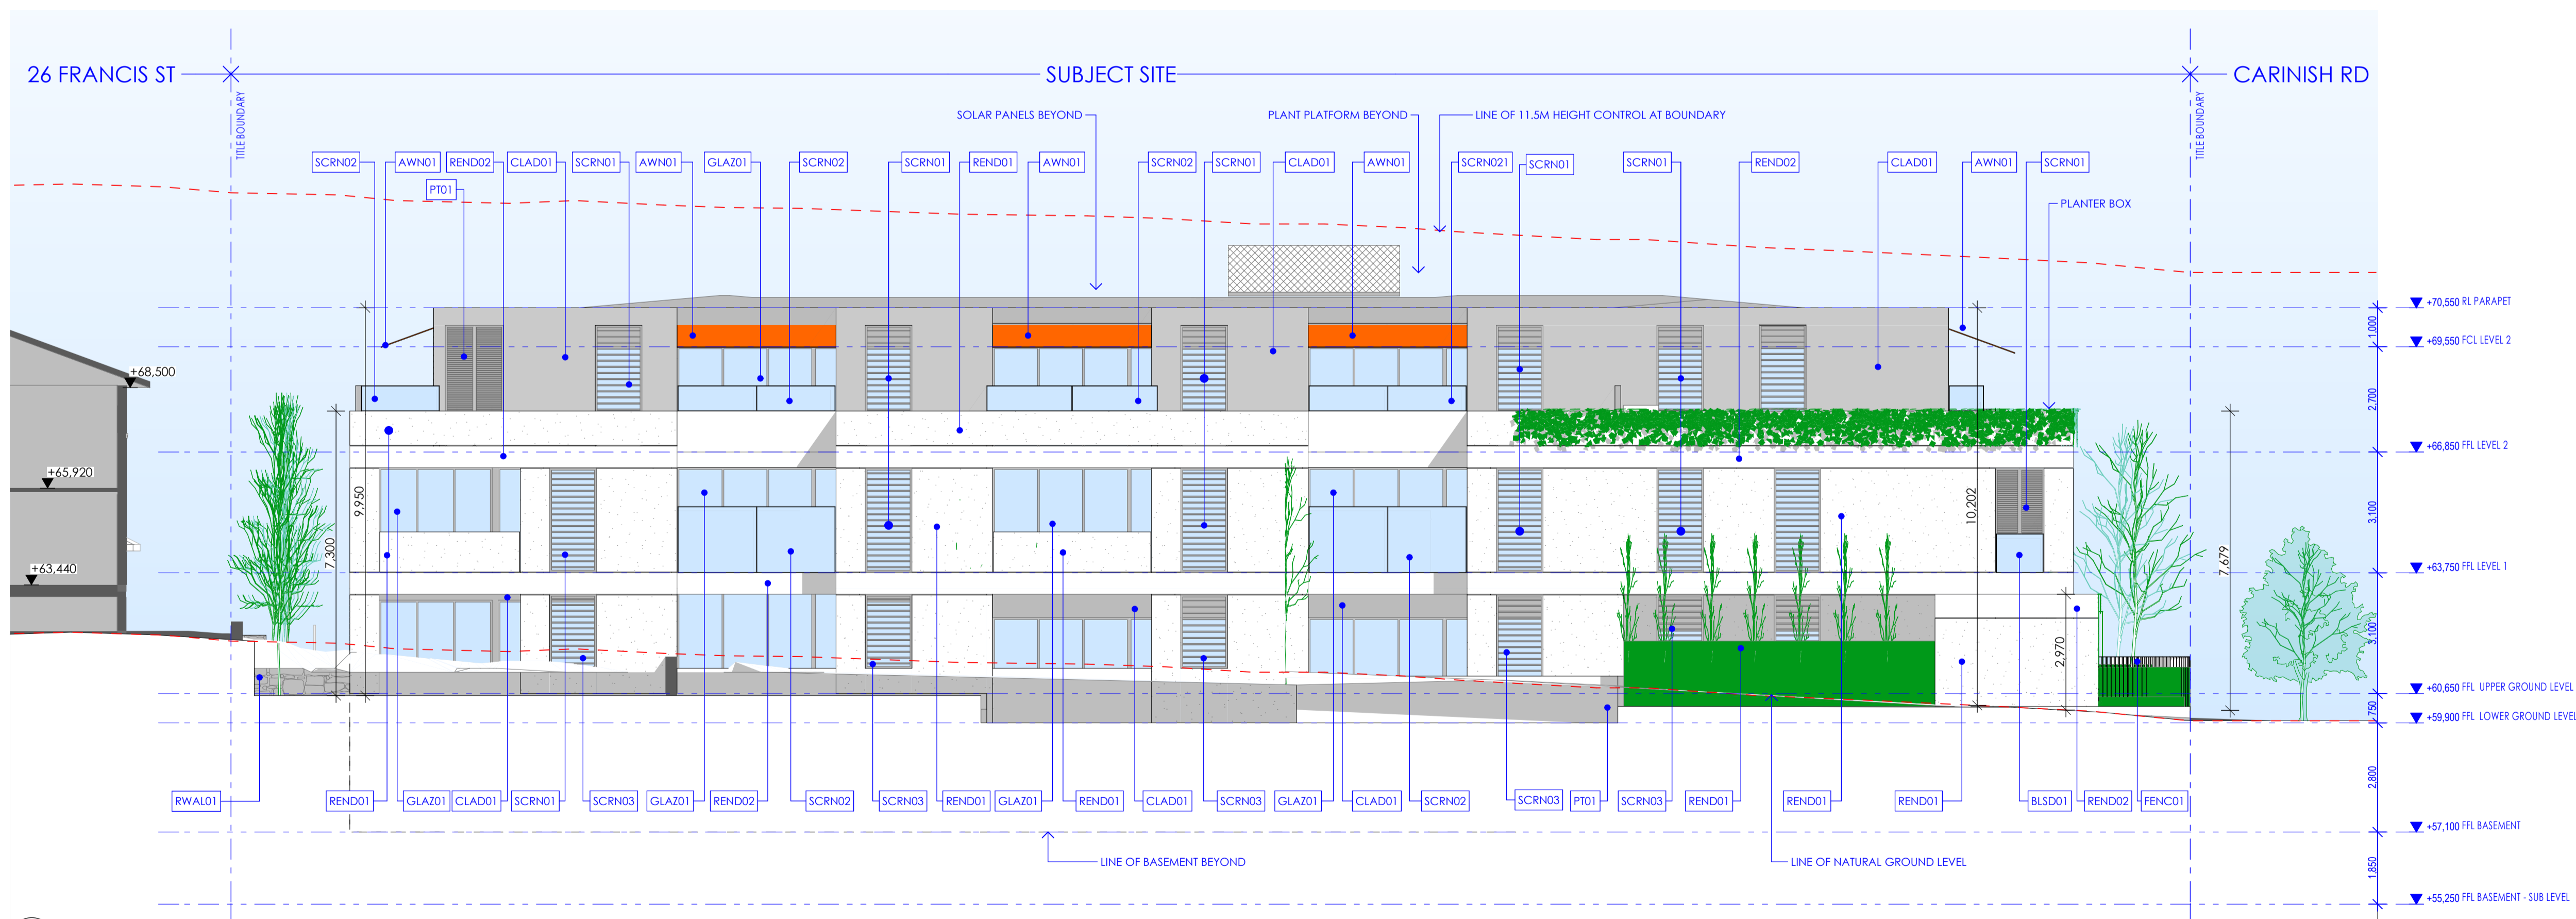 26 FRANCIS ST
SUBJECT SITE
CARINISH RD
TITLE BOUNDARY
TITLE BOUNDARY
SOLAR PANELS BEYOND
PLANT PLATFORM BEYOND
LINE OF 11.5M HEIGHT CONTROL AT BOUNDARY
SCRN02
AWN01
REND02
CLAD01
SCRN01
AWN01
GLAZ01
SCRN02
SCRN01
REND01
AWN01
SCRN02
SCRN01
CLAD01
AWN01
SCRN021
SCRN01
SCRN01
REND02
CLAD01
AWN01
SCRN01
PT01
PLANTER BOX
+70,550 RL PARAPET
1,000
+69,550 FCL LEVEL 2
2,700
+66,850 FFL LEVEL 2
3,100
+63,750 FFL LEVEL 1
3,100
+60,650 FFL UPPER GROUND LEVEL
750
+59,900 FFL LOWER GROUND LEVEL
2,800
+57,100 FFL BASEMENT
1,850
+55,250 FFL BASEMENT - SUB LEVEL
+68,500
+65,920
+63,440
9,950
7,300
10,202
7,679
2,970
RWAL01
REND01
GLAZ01
CLAD01
SCRN01
SCRN03
GLAZ01
REND02
SCRN02
SCRN03
REND01
GLAZ01
REND01
CLAD01
SCRN03
GLAZ01
CLAD01
SCRN02
SCRN03
PT01
SCRN03
REND01
REND01
REND01
BLSD01
REND02
FENC01
LINE OF BASEMENT BEYOND
LINE OF NATURAL GROUND LEVEL